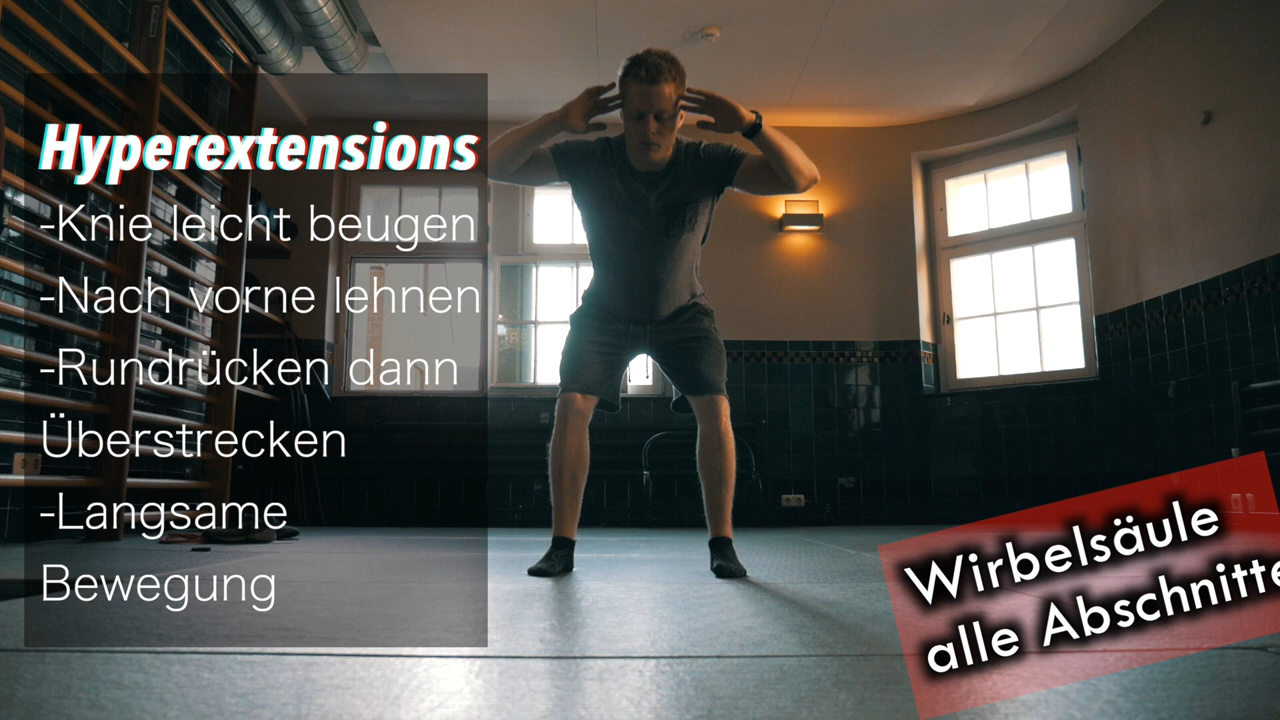 Hyperextensions
-Knie leicht beugen
-Nach vorne lehnen
-Rundrücken dann
Überstrecken
-Langsame
Bewegung
Wirbelsäule
alle Abschnitte